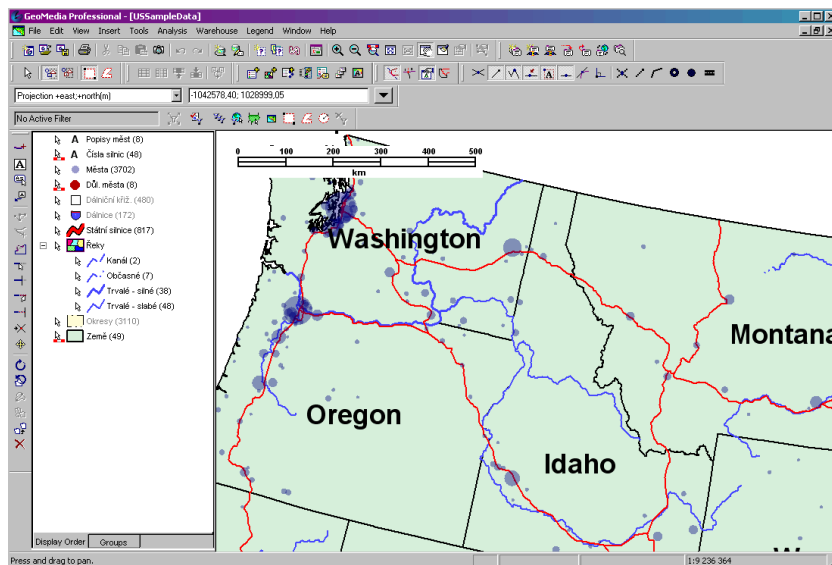 GeoMedia Professional - [USSampleData]
File Edit View Insert Tools Analysis Warehouse Legend Window Help
Projection +east;+north(m)
-1042578,40; 1028999,05
No Active Filter
A Popisy měst (8)
A Čísla silnic (48)
Města (3702)
Důl. města (8)
Dálniční křiž. (480)
Dálnice (172)
Státní silnice (817)
Řeky
Kanál (2)
Občasné (7)
Trvalé - silné (38)
Trvalé - slabé (48)
Okresy (3110)
Země (49)
Display Order Groups
0 100 200 300 400 500
km
Washington
Montana
Oregon
Idaho
Press and drag to pan.
1:9 236 364